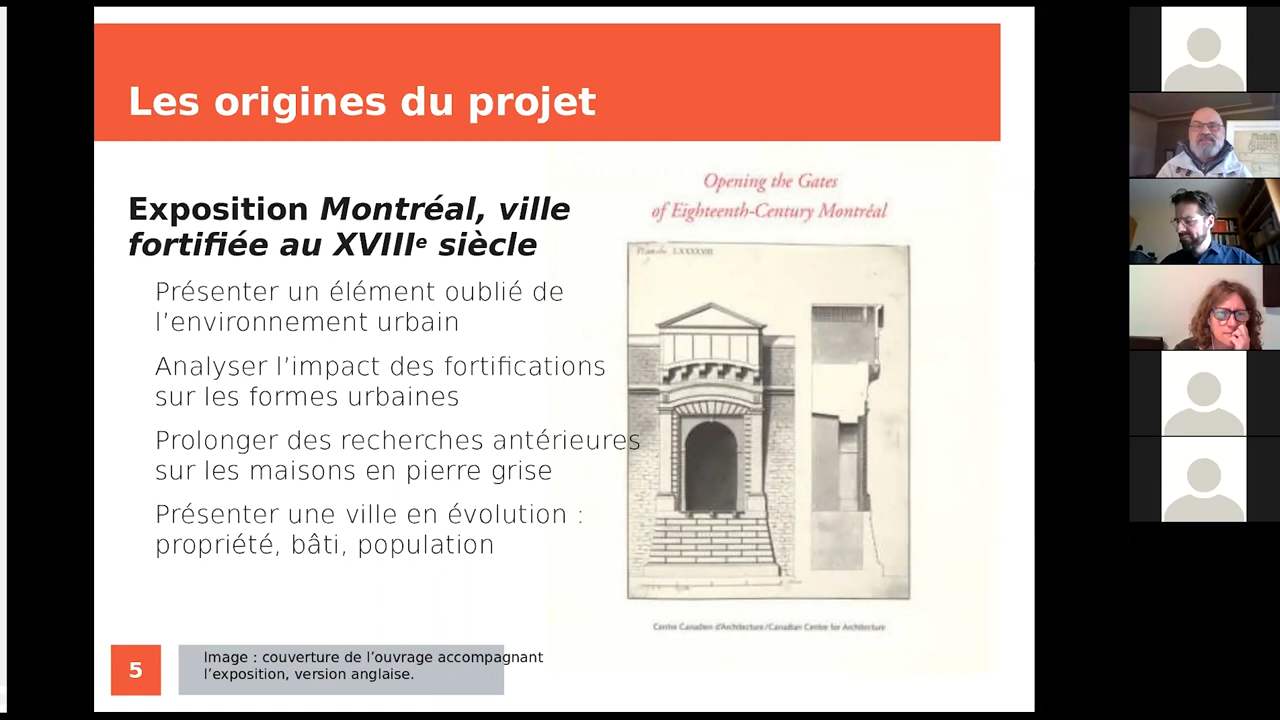 Les origines du projet
Exposition Montréal, ville
fortifiée au XVIIIᵉ siècle
Présenter un élément oublié de
l’environnement urbain
Analyser l’impact des fortifications
sur les formes urbaines
Prolonger des recherches antérieures
sur les maisons en pierre grise
Présenter une ville en évolution :
propriété, bâti, population
Opening the Gates
of Eighteenth-Century Montréal
Planche LXXXXVIII
Centre Canadien d'Architecture/Canadian Centre for Architecture
5
Image : couverture de l’ouvrage accompagnant
l’exposition, version anglaise.